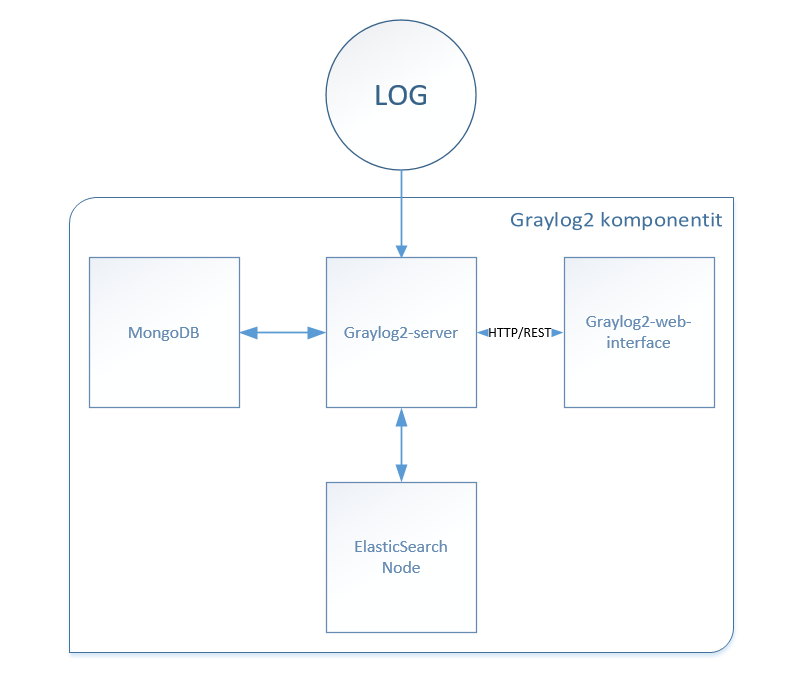 LOG
Graylog2 komponentit
MongoDB
Graylog2-server
HTTP/REST
Graylog2-web-
interface
ElasticSearch
Node